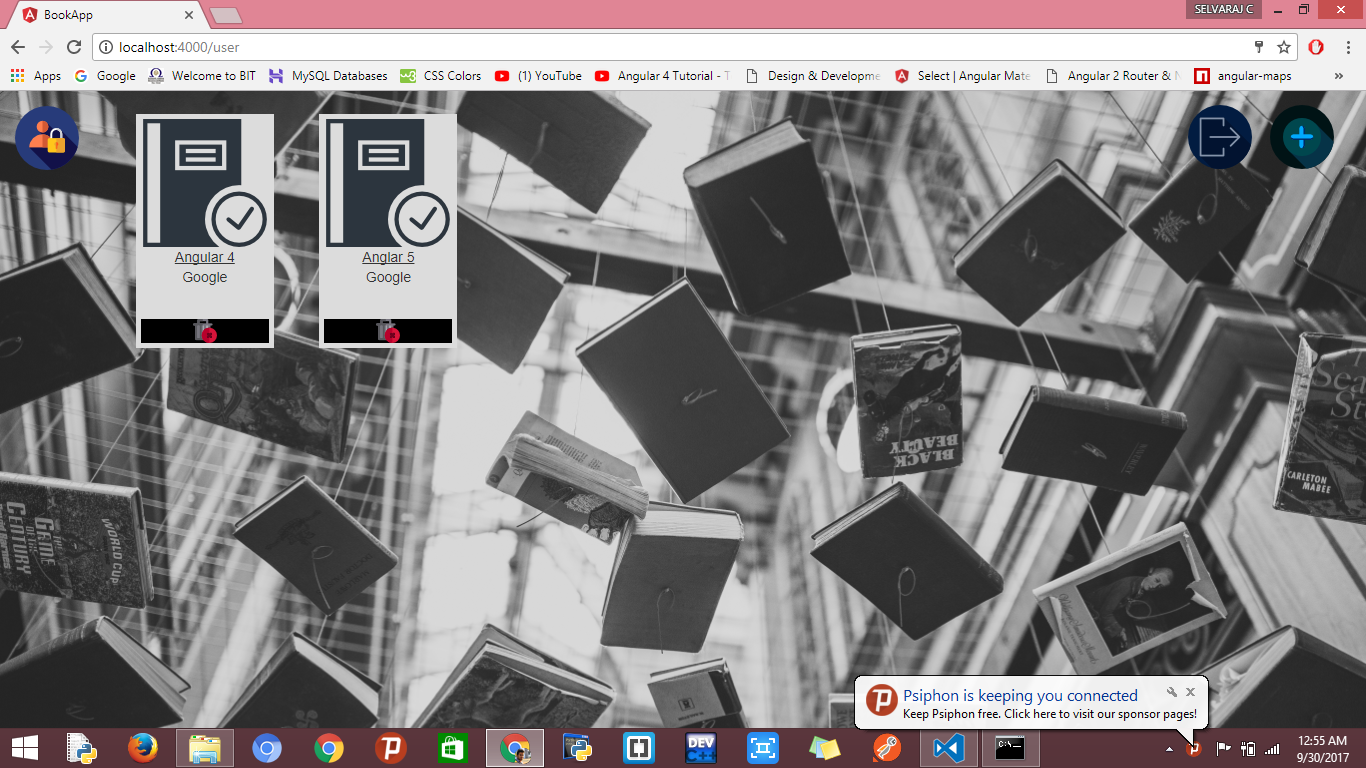 BookApp
SELVARAJ C
localhost:4000/user
Apps
Google
Welcome to BIT
MySQL Databases
CSS Colors
(1) YouTube
Angular 4 Tutorial - T
Design & Developme
Select | Angular Mate
Angular 2 Router & N
angular-maps
Angular 4
Google
Anglar 5
Google
BLACK
BEAUTY
CARLETON
MABEE
THE
GAME
OF THE
CENTURY
WORLD CUP
Psiphon is keeping you connected
Keep Psiphon free. Click here to visit our sponsor pages!
DEV
C++
C:\_
12:55 AM
9/30/2017